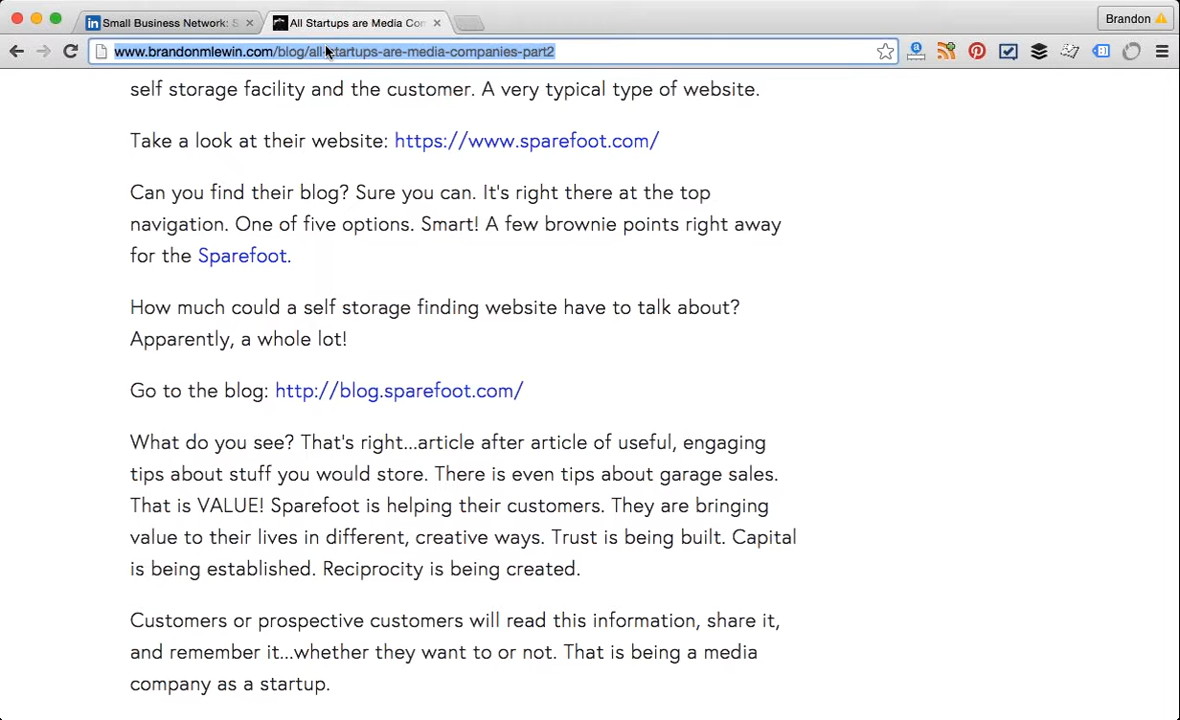 Small Business Network: S
All Startups are Media Com
Brandon
www.brandonmlewin.com/blog/all-startups-are-media-companies-part2
self storage facility and the customer. A very typical type of website.
Take a look at their website: https://www.sparefoot.com/
Can you find their blog? Sure you can. It's right there at the top
navigation. One of five options. Smart! A few brownie points right away
for the Sparefoot.
How much could a self storage finding website have to talk about?
Apparently, a whole lot!
Go to the blog: http://blog.sparefoot.com/
What do you see? That's right...article after article of useful, engaging
tips about stuff you would store. There is even tips about garage sales.
That is VALUE! Sparefoot is helping their customers. They are bringing
value to their lives in different, creative ways. Trust is being built. Capital
is being established. Reciprocity is being created.
Customers or prospective customers will read this information, share it,
and remember it...whether they want to or not. That is being a media
company as a startup.